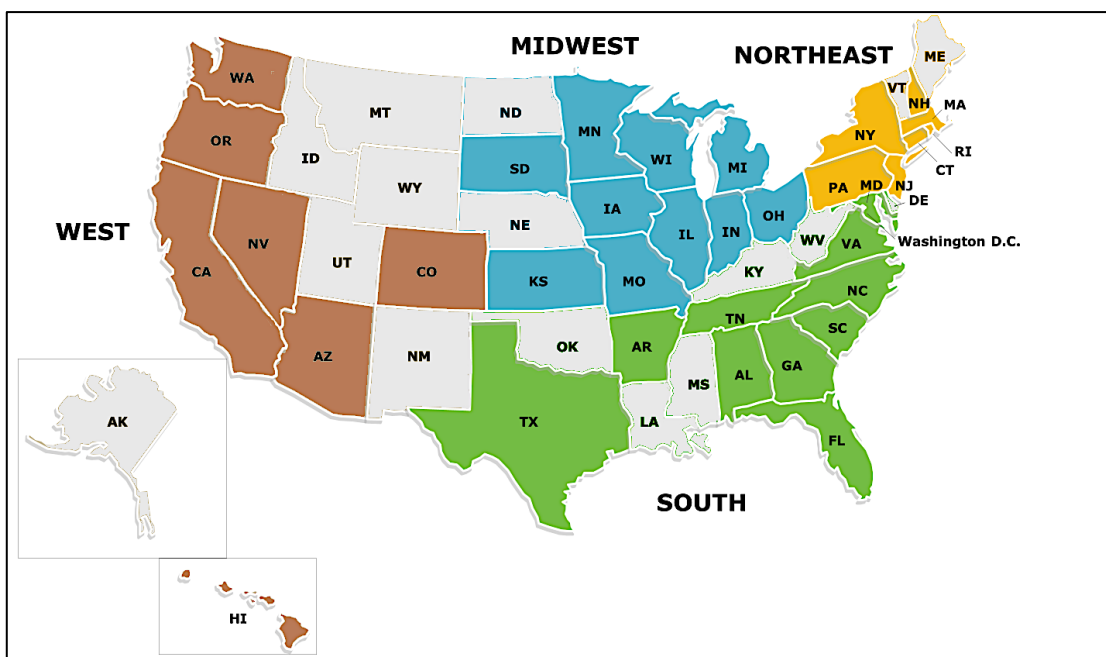 MIDWEST
NORTHEAST
ME
WA
VT
NH
MA
MT
ND
MN
OR
NY
RI
ID
WI
MI
CT
SD
WY
PA
MD
NJ
DE
IA
NE
OH
WEST
NV
IL
IN
WV
VA
Washington D.C.
UT
CA
CO
KS
MO
KY
NC
TN
SC
AZ
NM
OK
AR
MS
AL
GA
AK
TX
LA
FL
SOUTH
HI